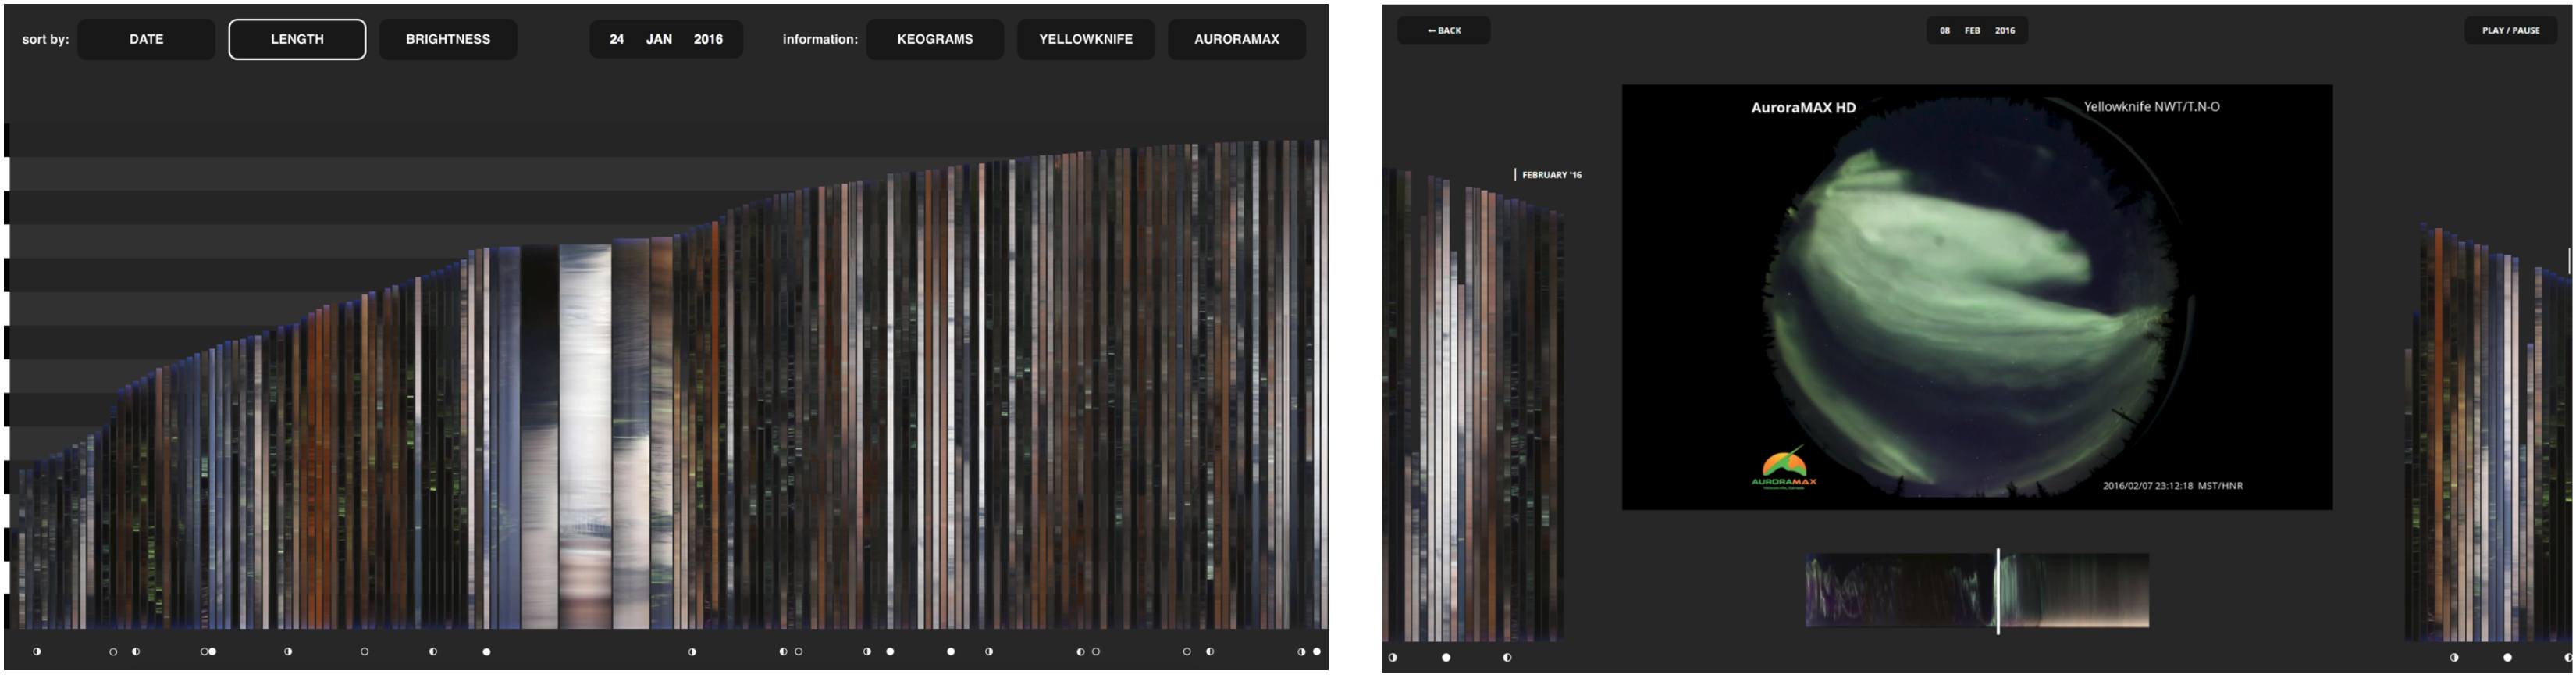 sort by: DATE LENGTH BRIGHTNESS 24 JAN 2016 information: KEOGRAMS YELLOWKNIFE AURORAMAX
← BACK 08 FEB 2016 PLAY / PAUSE
AuroraMAX HD Yellowknife NWT/T.N-O
FEBRUARY '16
AURORAMAX
2016/02/07 23:12:18 MST/HNR